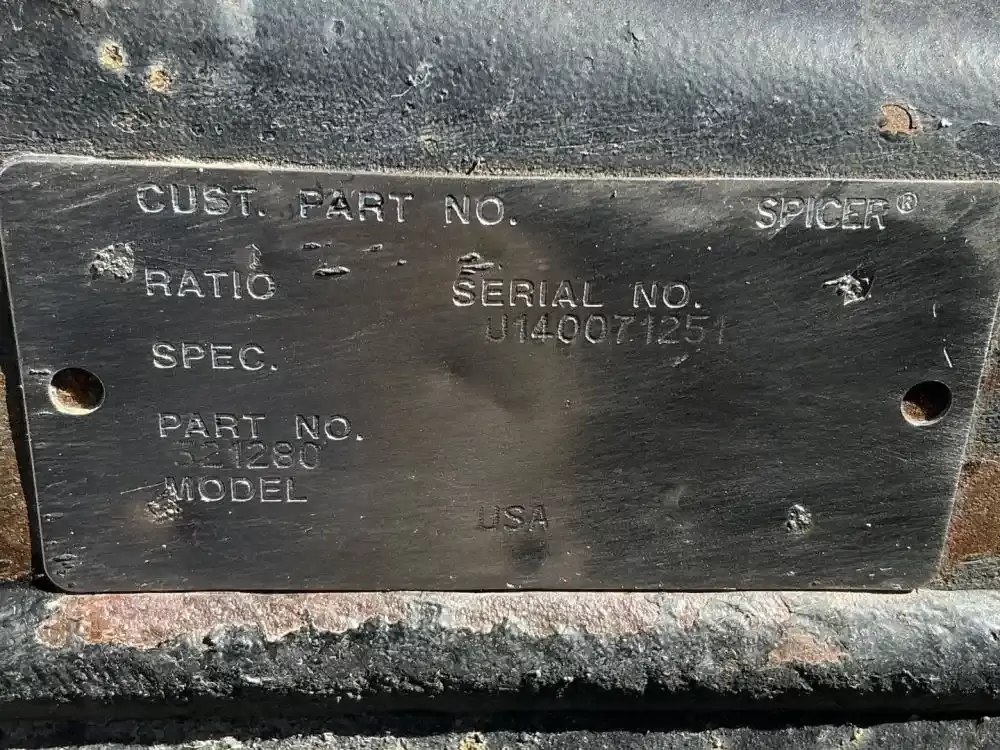 CUST. PART NO. SPICER®
RATIO SERIAL NO.
U140071251
SPEC.
PART NO.
321280
MODEL
USA